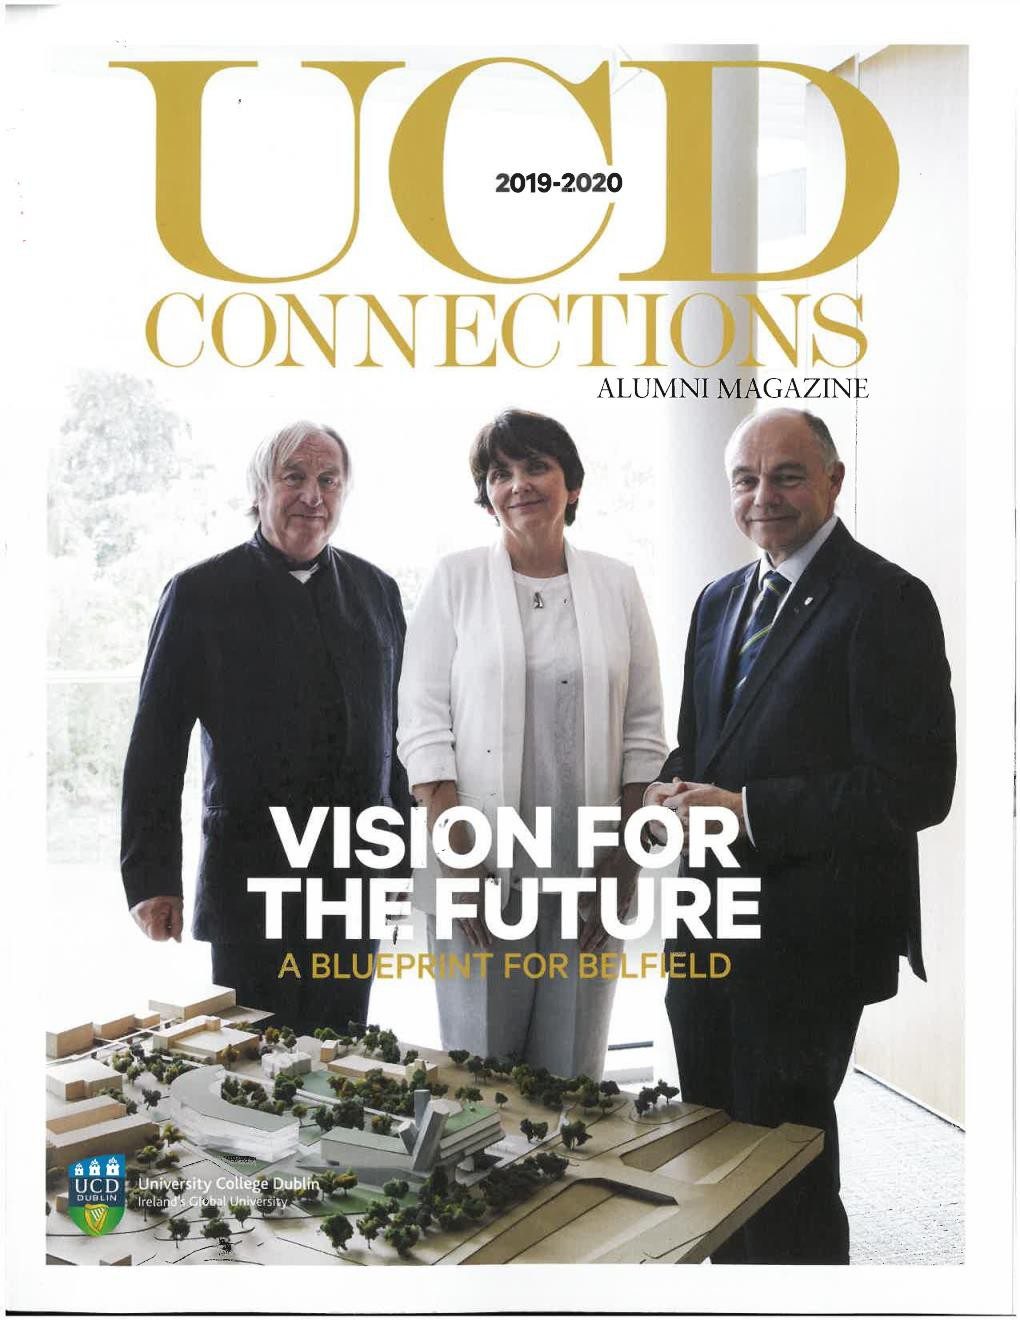 UCD
2019-2020
CONNECTIONS
ALUMNI MAGAZINE
VISION FOR
THE FUTURE
A BLUEPRINT FOR BELFIELD
UCD
DUBLIN
University College Dublin
Ireland's Global University